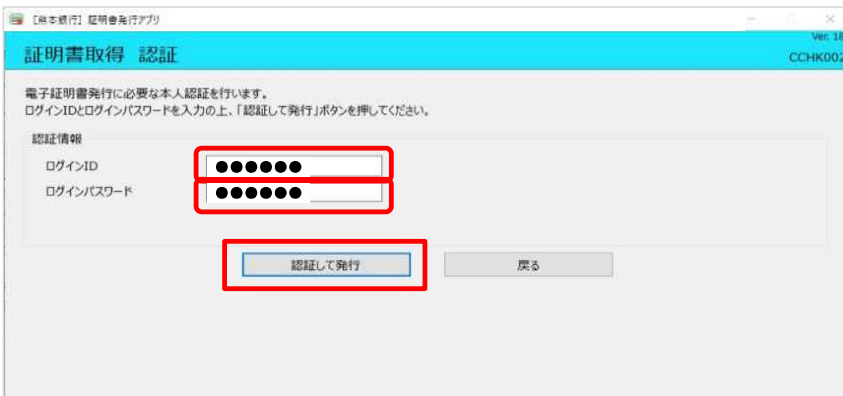 【熊本銀行】証明書発行アプリ
Ver. 18
証明書取得 認証
CCHK002
電子証明書発行に必要な本人認証を行います。
ログインIDとログインパスワードを入力の上、「認証して発行」ボタンを押してください。
認証情報
ログインID ●●●●●●
ログインパスワード ●●●●●●
認証して発行 戻る